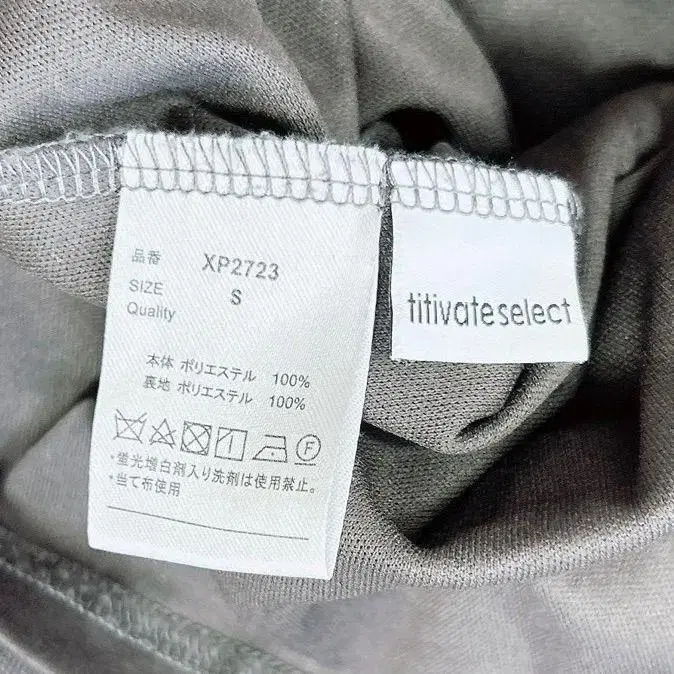 品番 XP2723
SIZE S
Quality
本体 ポリエステル 100%
裏地 ポリエステル 100%
F
*蛍光増白剤入り洗剤は使用禁止。
*当て布使用
titivate select